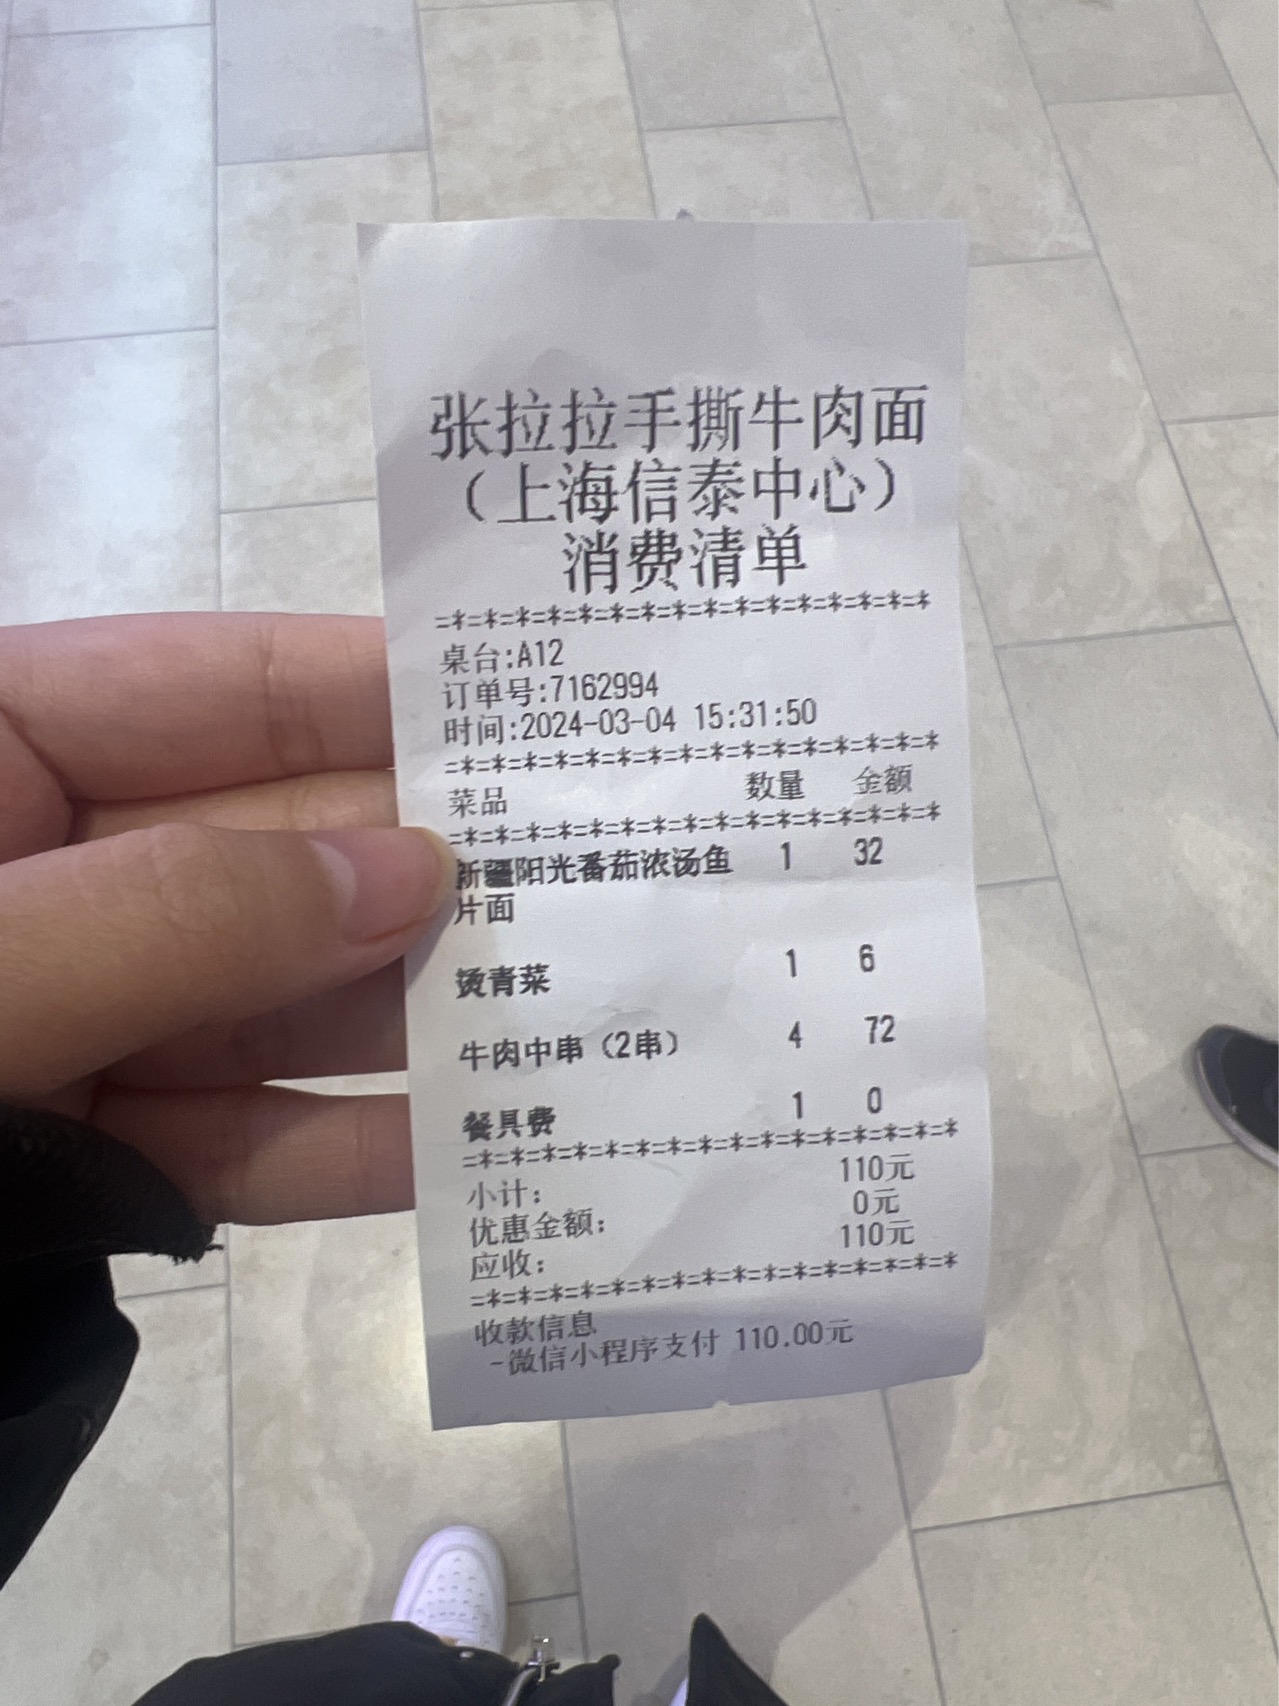 张拉拉手撕牛肉面
(上海信泰中心)
消费清单
=*=*=*=*=*=*=*=*=*=*=*=*=*=*=*=*
桌台:A12
订单号:7162994
时间:2024-03-04 15:31:50
=*=*=*=*=*=*=*=*=*=*=*=*=*=*=*=*
菜品 数量 金额
=*=*=*=*=*=*=*=*=*=*=*=*=*=*=*=*
新疆阳光番茄浓汤鱼 1 32
片面
烫青菜 1 6
牛肉中串(2串) 4 72
餐具费 1 0
=*=*=*=*=*=*=*=*=*=*=*=*=*=*=*=*
小计: 110元
优惠金额: 0元
应收: 110元
=*=*=*=*=*=*=*=*=*=*=*=*=*=*=*=*
收款信息
-微信小程序支付 110.00元